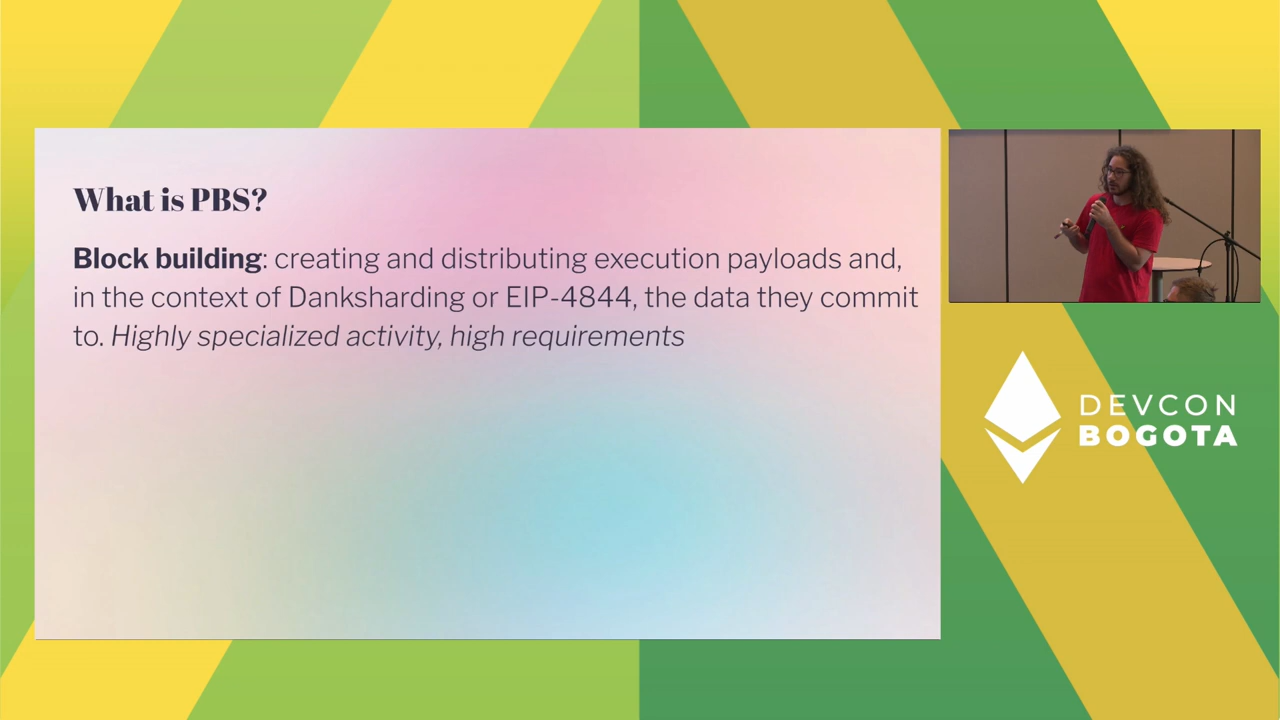 What is PBS?
Block building: creating and distributing execution payloads and,
in the context of Danksharding or EIP-4844, the data they commit
to. Highly specialized activity, high requirements
DEVCON
BOGOTA